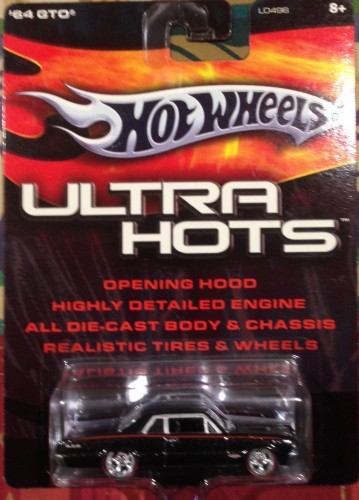 '64 GTO®
L0496 8+
HOT WHEELS
ULTRA
HOTS™
OPENING HOOD
HIGHLY DETAILED ENGINE
ALL DIE-CAST BODY & CHASSIS
REALISTIC TIRES & WHEELS